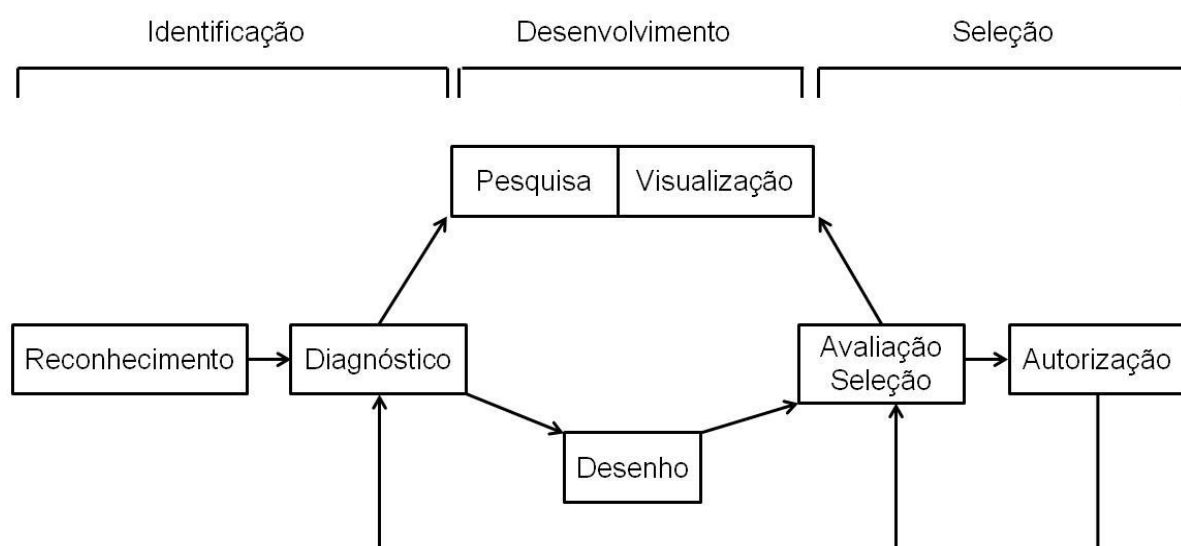 Identificação
Desenvolvimento
Seleção
Pesquisa
Visualização
Reconhecimento
Diagnóstico
Avaliação
Seleção
Autorização
Desenho